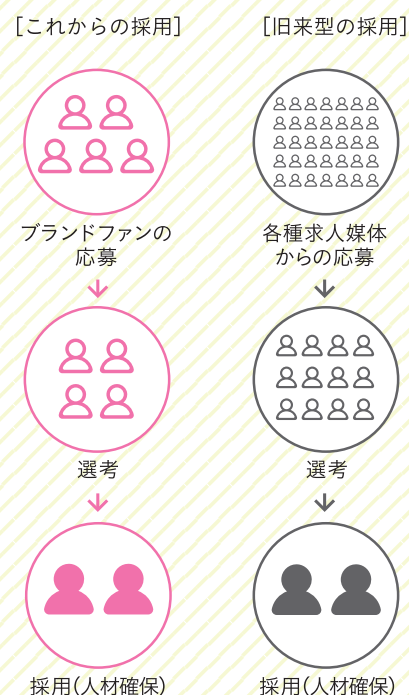 [これからの採用]
ブランドファンの
応募
選考
採用(人材確保)
[旧来型の採用]
各種求人媒体
からの応募
選考
採用(人材確保)